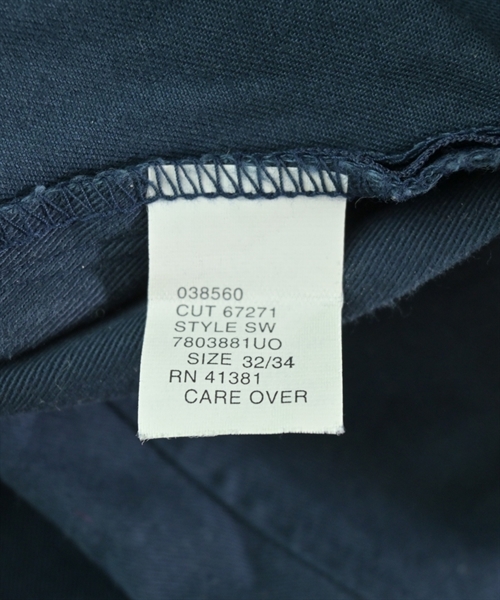 038560
CUT 67271
STYLE SW
7803881UO
SIZE 32/34
RN 41381
CARE OVER